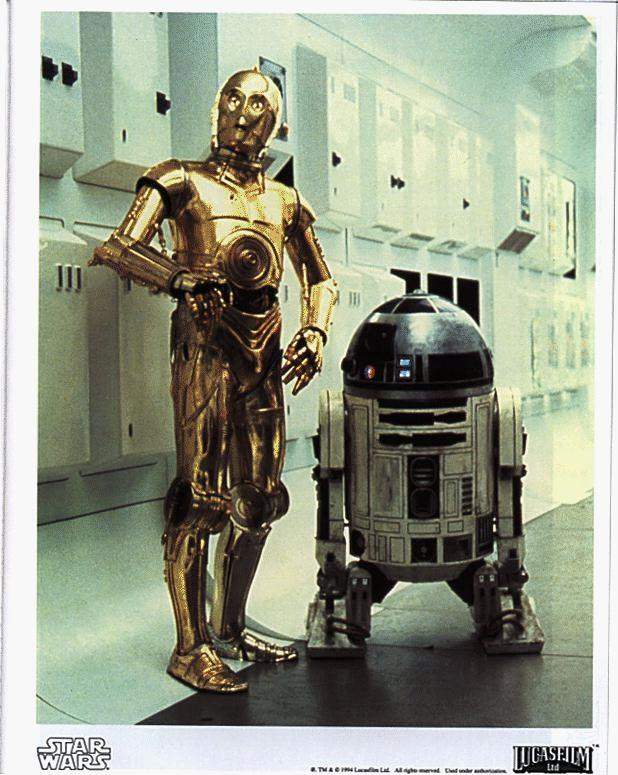 STAR
WARS
®, TM & © 1994 Lucasfilm Ltd. All rights reserved. Used under authorization.
LUCASFILM
Ltd